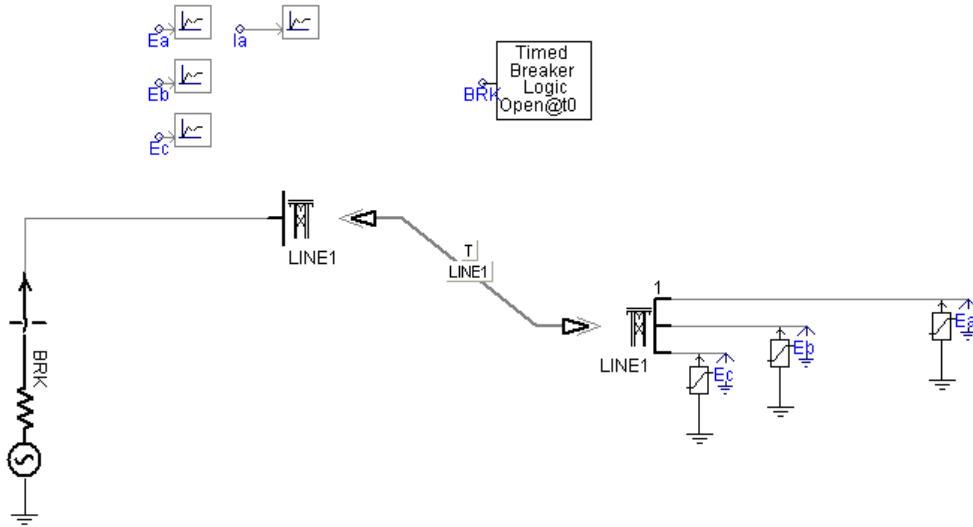 Ea
Ia
Eb
Ec
BRK
Timed
Breaker
Logic
Open@t0
LINE1
T
LINE1
BRK
LINE1
1
Ea
Eb
Ec